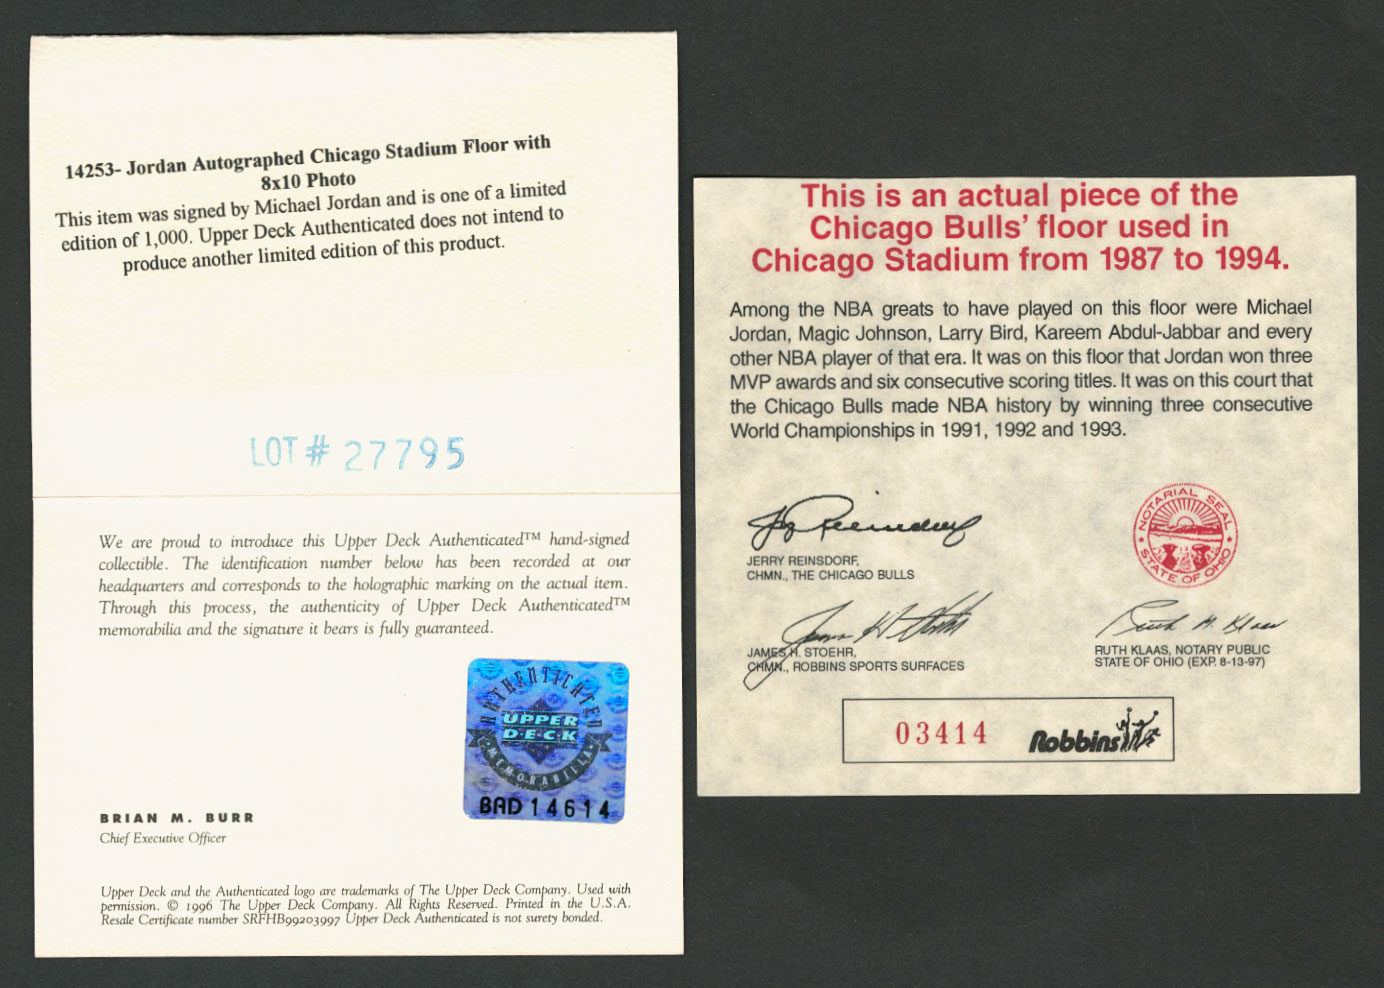 14253- Jordan Autographed Chicago Stadium Floor with
8x10 Photo
This item was signed by Michael Jordan and is one of a limited
edition of 1,000. Upper Deck Authenticated does not intend to
produce another limited edition of this product.
LOT # 27795
We are proud to introduce this Upper Deck Authenticated™ hand-signed
collectible. The identification number below has been recorded at our
headquarters and corresponds to the holographic marking on the actual item.
Through this process, the authenticity of Upper Deck Authenticated™
memorabilia and the signature it bears is fully guaranteed.
AUTHENTICATED
UPPER
DECK
MEMORABILIA
BAD14614
BRIAN M. BURR
Chief Executive Officer
Upper Deck and the Authenticated logo are trademarks of The Upper Deck Company. Used with
permission. © 1996 The Upper Deck Company. All Rights Reserved. Printed in the U.S.A.
Resale Certificate number SRFHB99203997 Upper Deck Authenticated is not surety bonded.
This is an actual piece of the
Chicago Bulls' floor used in
Chicago Stadium from 1987 to 1994.
Among the NBA greats to have played on this floor were Michael
Jordan, Magic Johnson, Larry Bird, Kareem Abdul-Jabbar and every
other NBA player of that era. It was on this floor that Jordan won three
MVP awards and six consecutive scoring titles. It was on this court that
the Chicago Bulls made NBA history by winning three consecutive
World Championships in 1991, 1992 and 1993.
Jerry Reinsdorf
JERRY REINSDORF,
CHMN., THE CHICAGO BULLS
NOTARIAL SEAL
STATE OF OHIO
James H. Stoehr
JAMES H. STOEHR,
CHMN., ROBBINS SPORTS SURFACES
Ruth M. Klaas
RUTH KLAAS, NOTARY PUBLIC
STATE OF OHIO (EXP. 8-13-97)
03414
Robbins